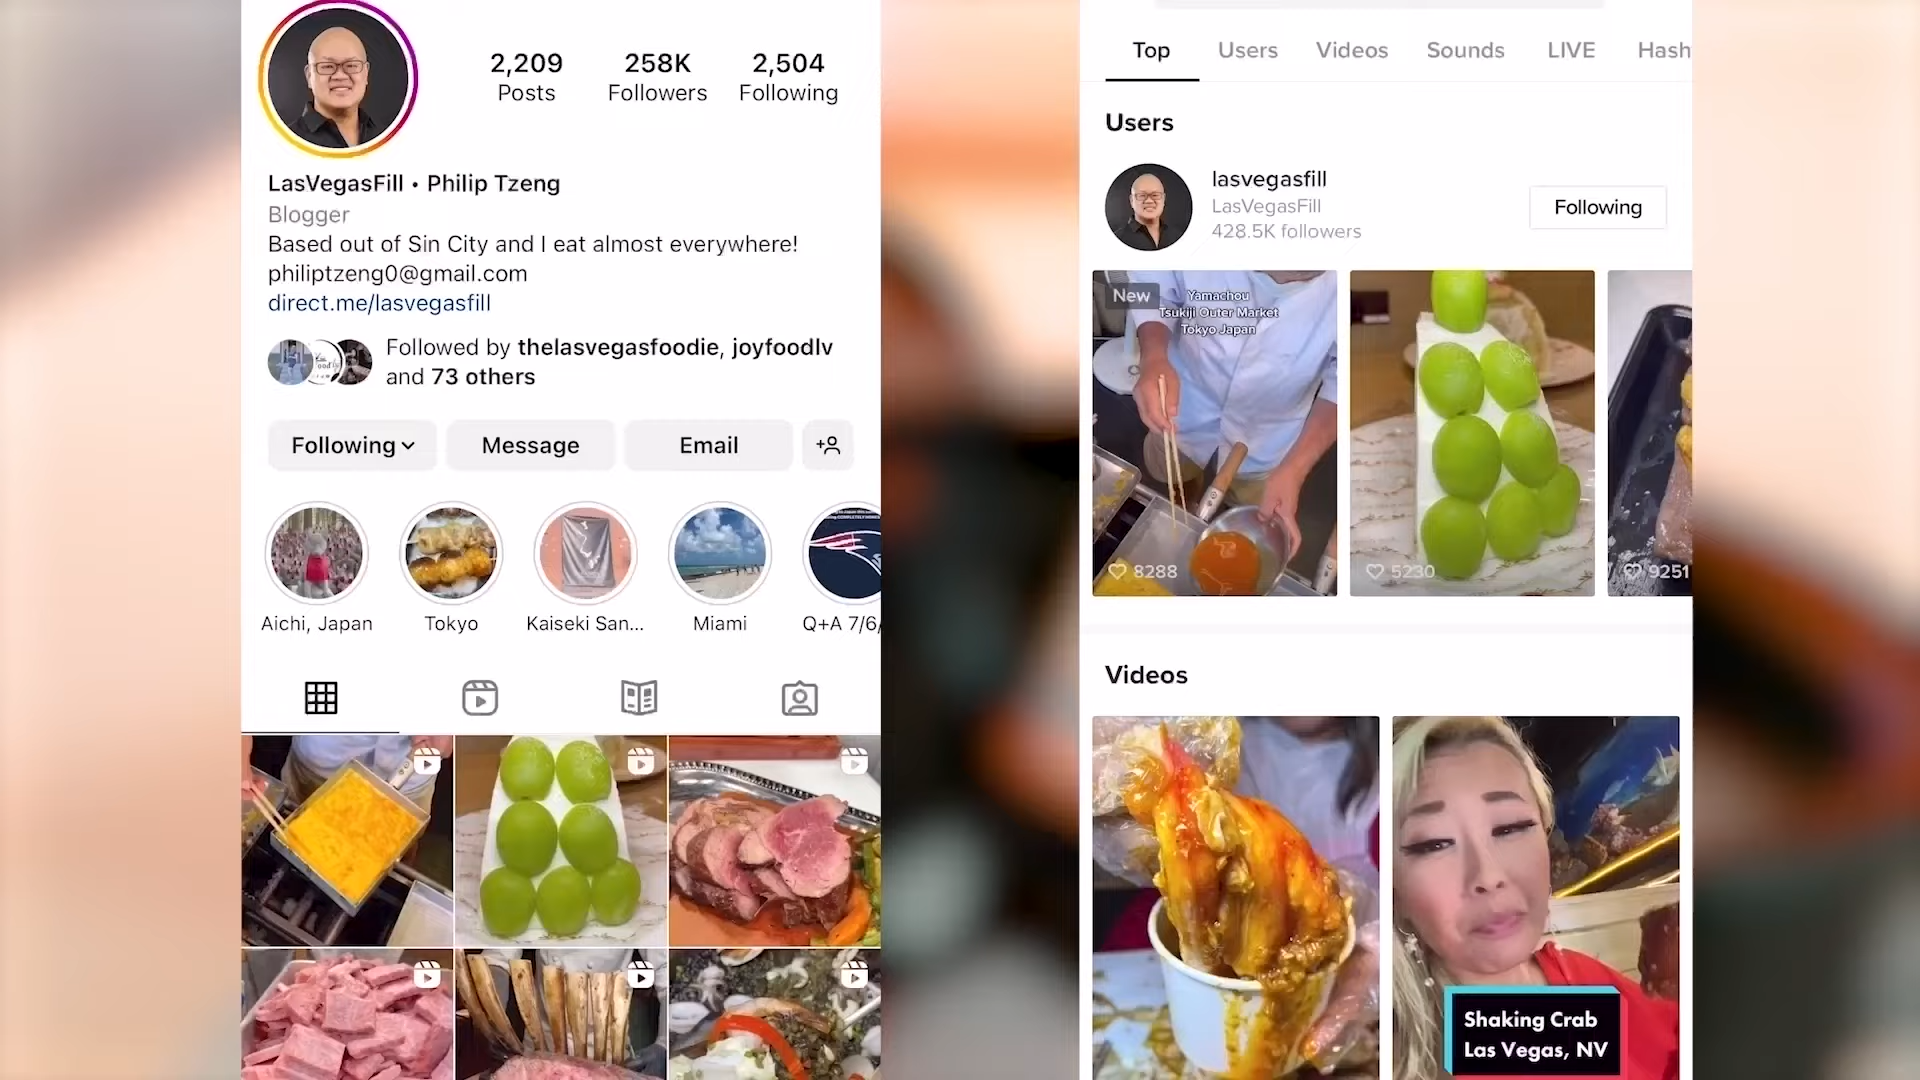 2,209
Posts
258K
Followers
2,504
Following
LasVegasFill • Philip Tzeng
Blogger
Based out of Sin City and I eat almost everywhere!
philiptzeng0@gmail.com
direct.me/lasvegasfill
Followed by thelasvegasfoodie, joyfoodlv
and 73 others
Following
Message
Email
Aichi, Japan
Tokyo
Kaiseki San...
Miami
Q+A 7/6/
Top
Users
Videos
Sounds
LIVE
Hash
Users
lasvegasfill
LasVegasFill
428.5K followers
Following
New
Yamachou
Tsukiji Outer Market
Tokyo Japan
8288
5230
9251
Videos
Shaking Crab
Las Vegas, NV